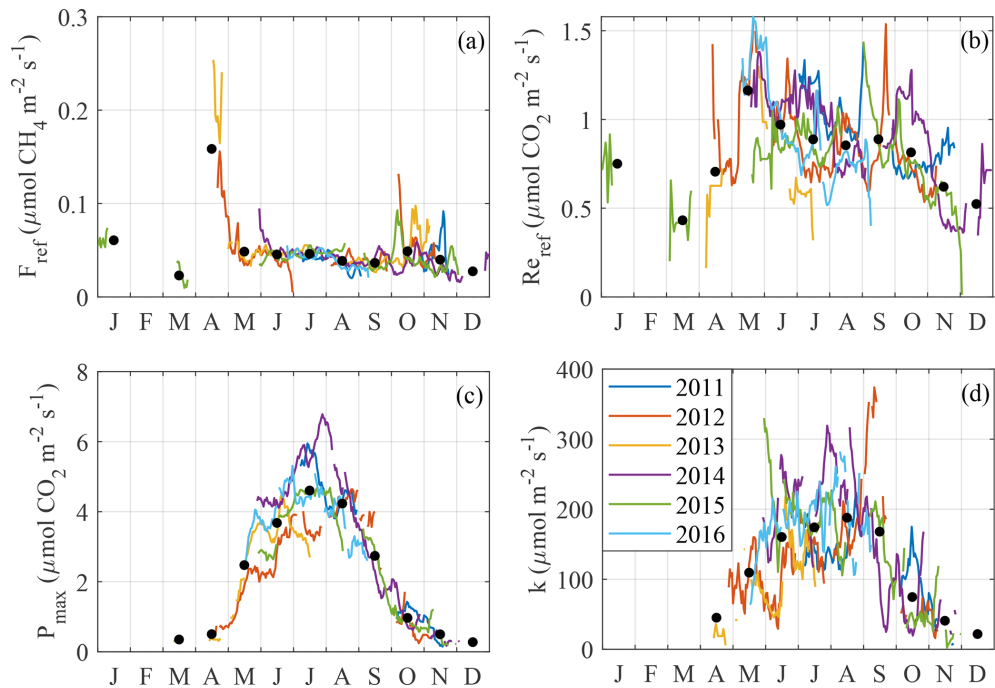 0.3
0.2
0.1
0
F_ref (μmol CH_4 m^-2 s^-1)
(a)
J F M A M J J A S O N D
1.5
1
0.5
0
Re_ref (μmol CO_2 m^-2 s^-1)
(b)
J F M A M J J A S O N D
8
6
4
2
0
P_max (μmol CO_2 m^-2 s^-1)
(c)
J F M A M J J A S O N D
400
300
200
100
0
k (μmol m^-2 s^-1)
(d)
2011
2012
2013
2014
2015
2016
J F M A M J J A S O N D